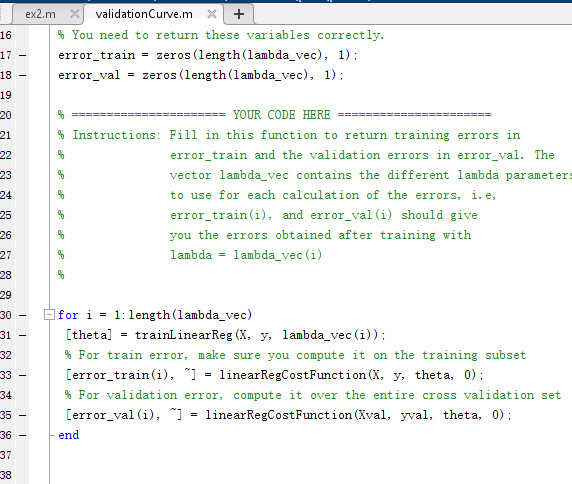 ex2.m × validationCurve.m × +
16 % You need to return these variables correctly.
17 – error_train = zeros(length(lambda_vec), 1);
18 – error_val = zeros(length(lambda_vec), 1);
19
20 % ====================== YOUR CODE HERE ======================
21 % Instructions: Fill in this function to return training errors in
22 % error_train and the validation errors in error_val. The
23 % vector lambda_vec contains the different lambda parameters
24 % to use for each calculation of the errors, i.e,
25 % error_train(i), and error_val(i) should give
26 % you the errors obtained after training with
27 % lambda = lambda_vec(i)
28 %
29
30 – for i = 1:length(lambda_vec)
31 – [theta] = trainLinearReg(X, y, lambda_vec(i));
32 % For train error, make sure you compute it on the training subset
33 – [error_train(i), ~] = linearRegCostFunction(X, y, theta, 0);
34 % For validation error, compute it over the entire cross validation set
35 – [error_val(i), ~] = linearRegCostFunction(Xval, yval, theta, 0);
36 – end
37
38